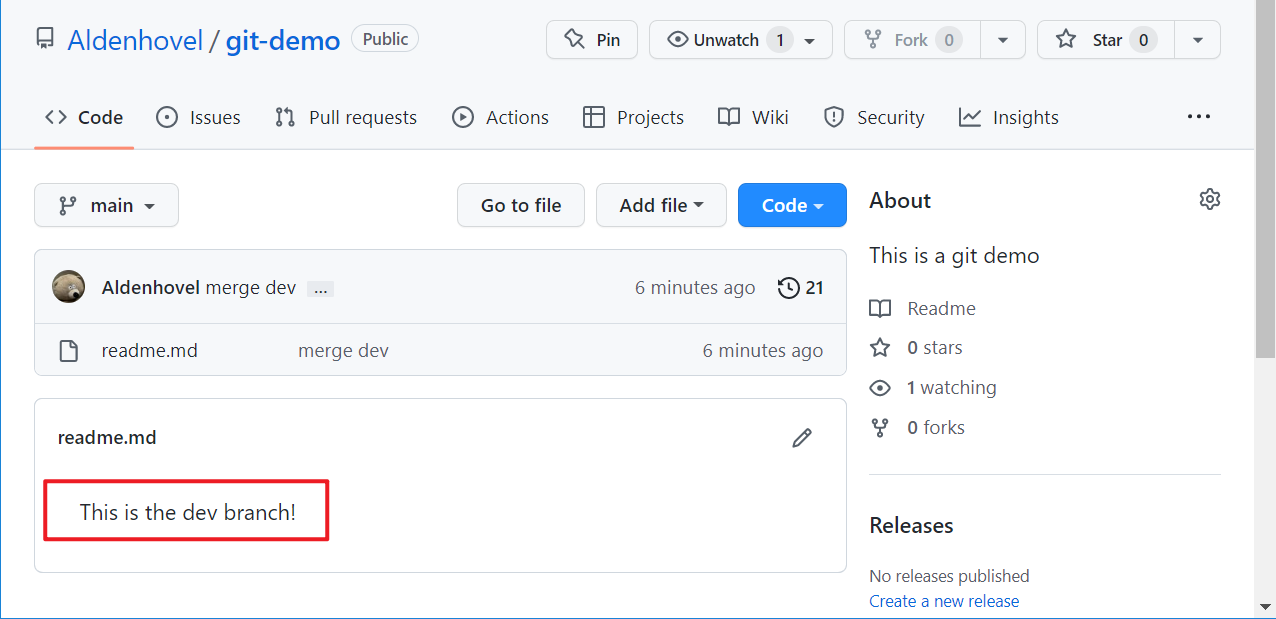 Aldenhovel / git-demo Public Pin Unwatch 1 Fork 0 Star 0
Code Issues Pull requests Actions Projects Wiki Security Insights ...
main Go to file Add file Code
Aldenhovel merge dev ... 6 minutes ago 21
readme.md merge dev 6 minutes ago
readme.md
This is the dev branch!
About
This is a git demo
Readme
0 stars
1 watching
0 forks
Releases
No releases published
Create a new release